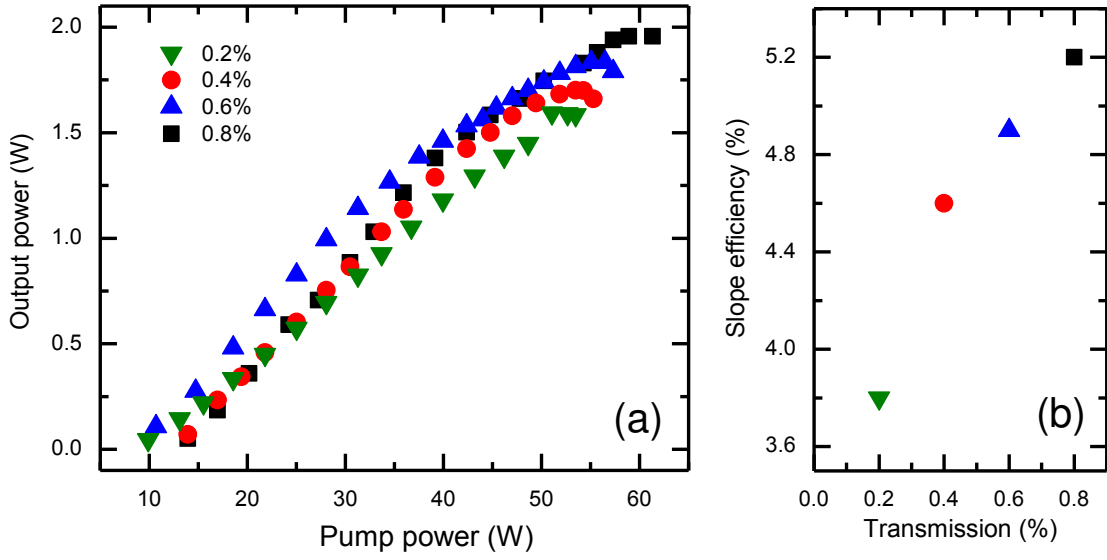 2.0
1.5
1.0
0.5
0.0
Output power (W)
0.2%
0.4%
0.6%
0.8%
(a)
10 20 30 40 50 60
Pump power (W)
5.2
4.8
4.4
4.0
3.6
Slope efficiency (%)
(b)
0.0 0.2 0.4 0.6 0.8
Transmission (%)